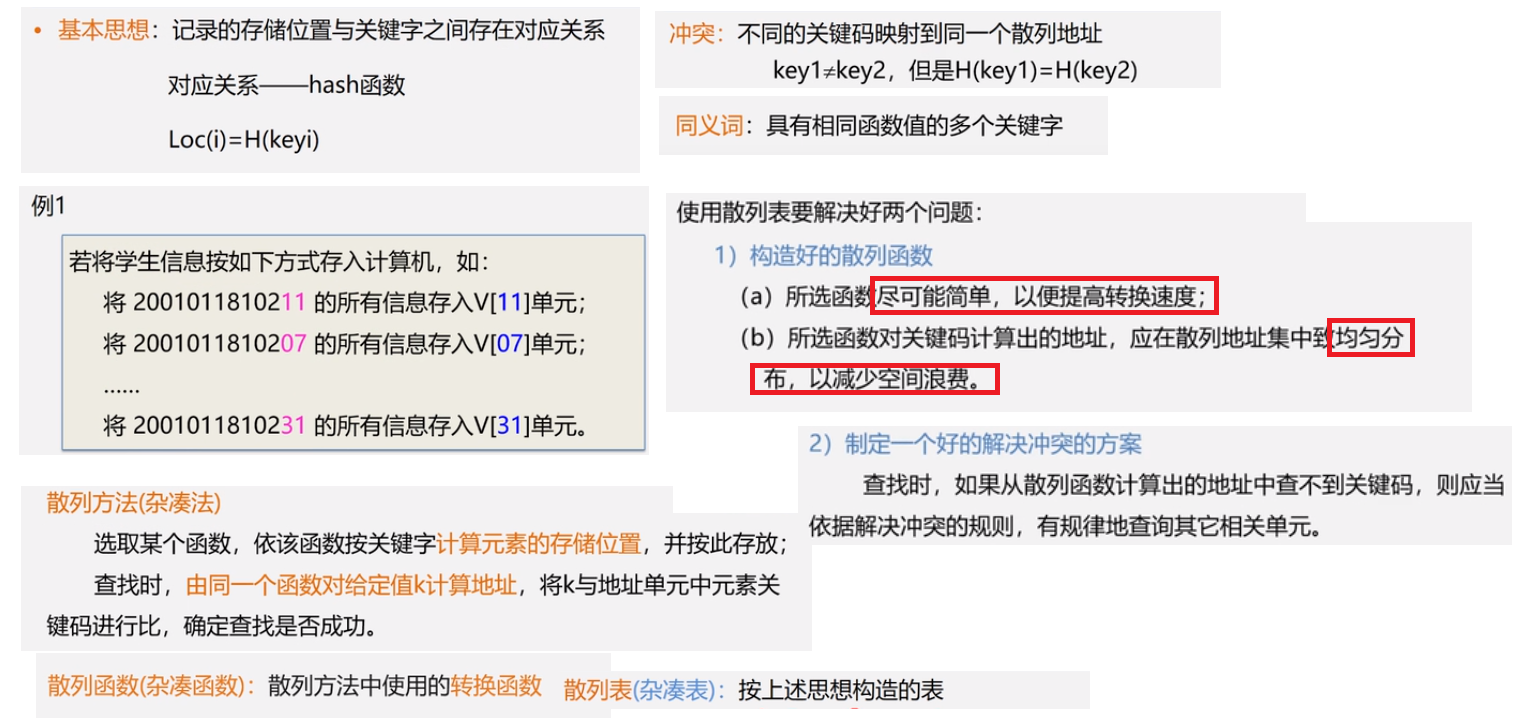 • 基本思想：记录的存储位置与关键字之间存在对应关系
对应关系——hash函数
Loc(i)=H(keyi)
冲突：不同的关键码映射到同一个散列地址
key1≠key2，但是H(key1)=H(key2)
同义词：具有相同函数值的多个关键字
例1
若将学生信息按如下方式存入计算机，如：
将 2001011810211 的所有信息存入V[11]单元；
将 2001011810207 的所有信息存入V[07]单元；
……
将 2001011810231 的所有信息存入V[31]单元。
使用散列表要解决好两个问题：
1）构造好的散列函数
（a）所选函数尽可能简单，以便提高转换速度；
（b）所选函数对关键码计算出的地址，应在散列地址集中致均匀分
布，以减少空间浪费。
2）制定一个好的解决冲突的方案
查找时，如果从散列函数计算出的地址中查不到关键码，则应当
依据解决冲突的规则，有规律地查询其它相关单元。
散列方法(杂凑法)
选取某个函数，依该函数按关键字计算元素的存储位置，并按此存放；
查找时，由同一个函数对给定值k计算地址，将k与地址单元中元素关
键码进行比，确定查找是否成功。
散列函数(杂凑函数)：散列方法中使用的转换函数
散列表(杂凑表)：按上述思想构造的表